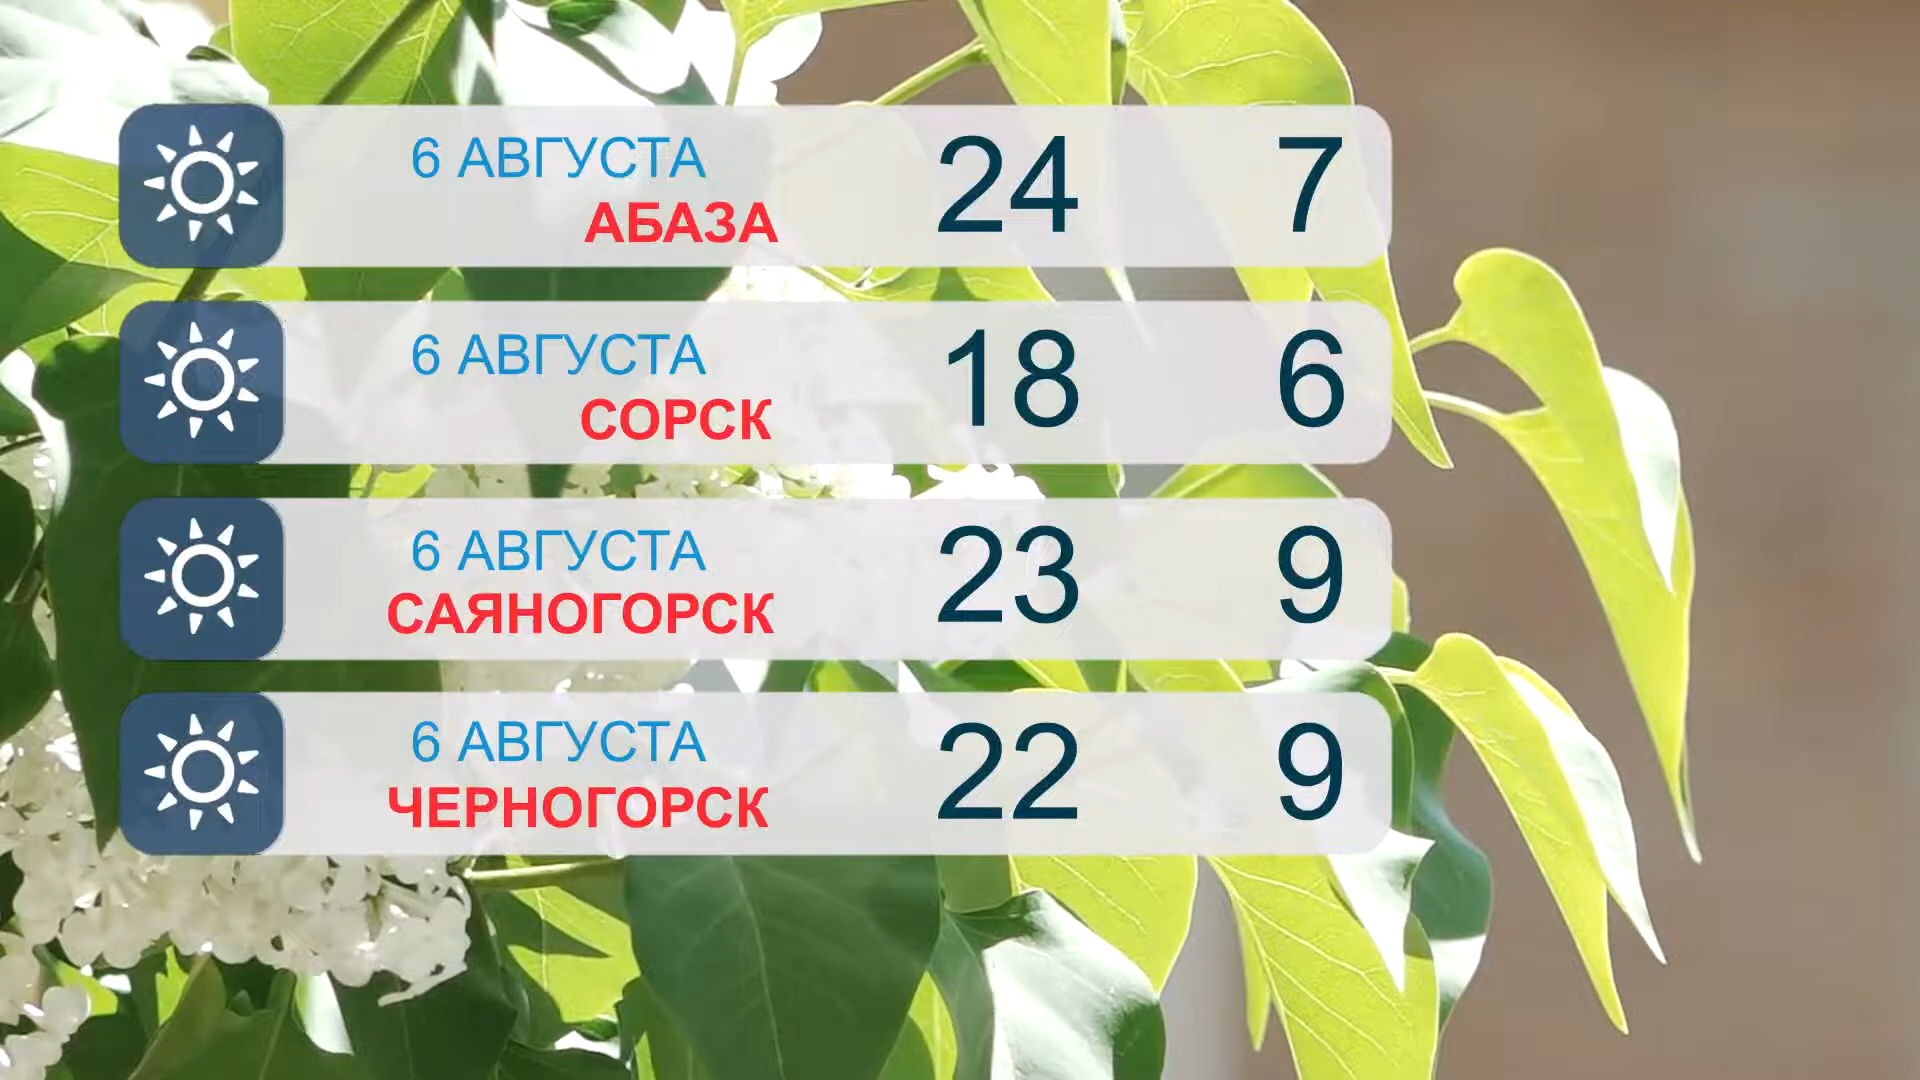 6 АВГУСТА
АБАЗА
24 7
6 АВГУСТА
СОРСК
18 6
6 АВГУСТА
САЯНОГОРСК
23 9
6 АВГУСТА
ЧЕРНОГОРСК
22 9